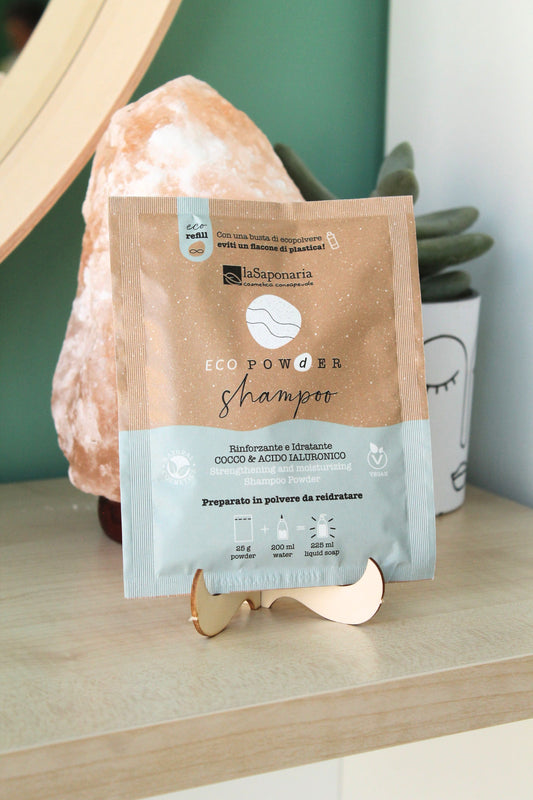 eco
refill
Con una busta di ecopolvere
eviti un flacone di plastica!
laSaponaria
cosmetica consapevole
ECO POWdER
shampoo
Rinforzante e Idratante
COCCO & ACIDO IALURONICO
Strengthening and moisturizing
Shampoo Powder
NATURAL COSMETIC
VEGAN
Preparato in polvere da reidratare
+ =
25 g
powder
200 ml
water
225 ml
liquid soap